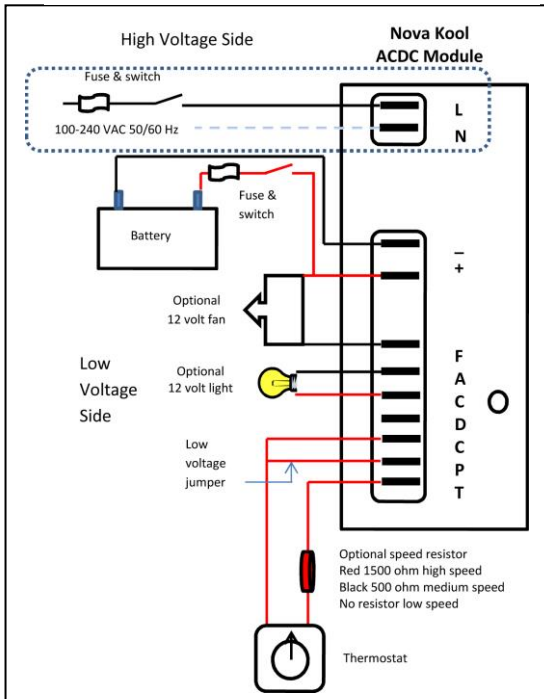 High Voltage Side
Nova Kool
ACDC Module
Fuse & switch
100-240 VAC 50/60 Hz
L
N
Fuse &
switch
Battery
–
+
Optional
12 volt fan
Optional
12 volt light
Low
Voltage
Side
F
A
C
D
C
P
T
Low
voltage
jumper
Optional speed resistor
Red 1500 ohm high speed
Black 500 ohm medium speed
No resistor low speed
Thermostat